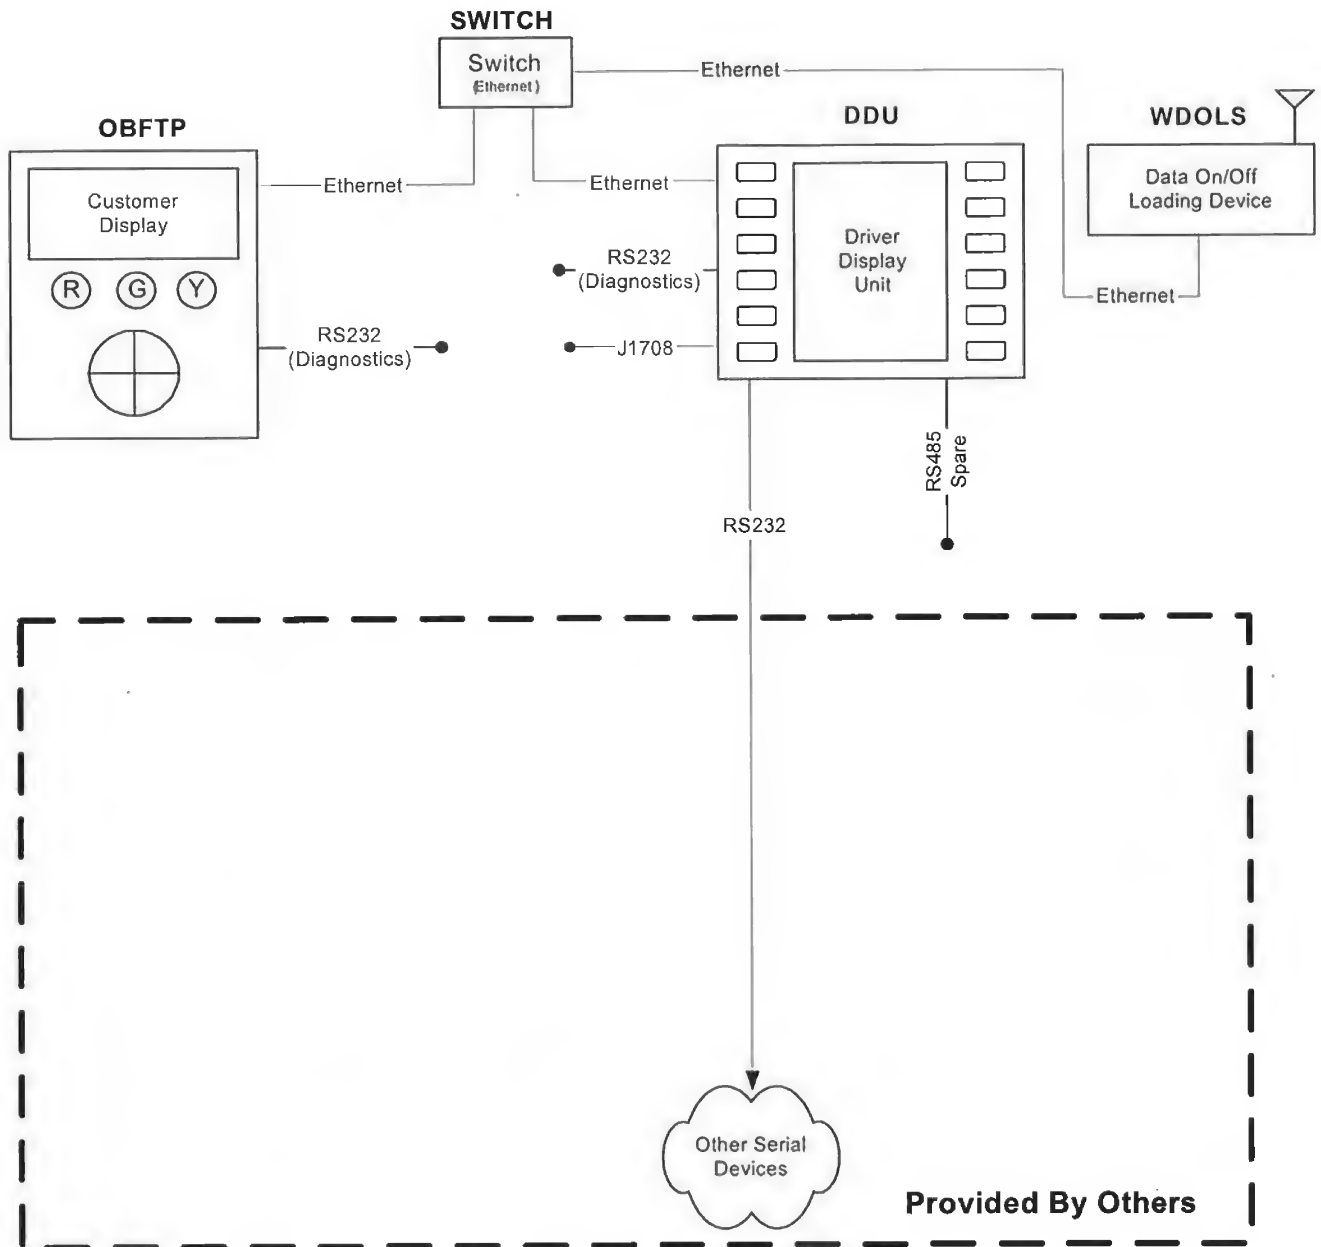 SWITCH
Switch
(Ethernet)
Ethernet
OBFTP
DDU
WDOLS
Customer
Display
Ethernet
Ethernet
Data On/Off
Loading Device
Driver
Display
Unit
RS232
(Diagnostics)
R
G
Y
Ethernet
RS232
(Diagnostics)
J1708
RS485
Spare
RS232
Other Serial
Devices
Provided By Others